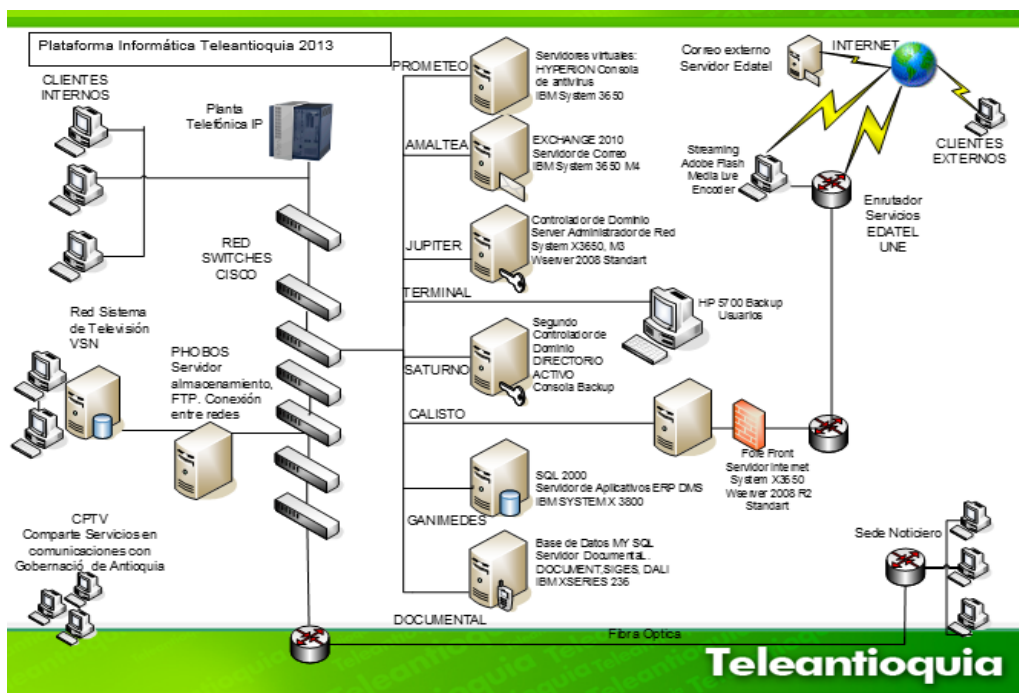 Plataforma Informática Teleantioquia 2013
CLIENTES
INTERNOS
Planta
Telefónica IP
PROMETEO
Servidores virtuales:
HYPERION Consola
de antivirus
IBM System 3650
Correo externo
Servidor Edatel
INTERNET
CLIENTES
EXTERNOS
AMALTEA
EXCHANGE 2010
Servidor de Correo
IBM System 3650 M4
Streaming
Adobe Flash
Media Live
Encoder
Enrutador
Servicios
EDATEL
UNE
RED
SWITCHES
CISCO
JUPITER
Controlador de Dominio
Server Administrador de Red
System X3650, M3
Wserver 2008 Standart
TERMINAL
HP 5700 Backup
Usuarios
Red Sistema
de Televisión
VSN
PHOBOS
Servidor
almacenamiento,
FTP. Conexión
entre redes
SATURNO
Segundo
Controlador de
Dominio
DIRECTORIO
ACTIVO
Consola Backup
CALISTO
Fore Front
Servidor Internet
System X3650
Wserver 2008 R2
Standart
GANIMEDES
SQL 2000
Servidor de Aplicativos ERP DMS
IBM SYSTEM X 3800
CPTV
Comparte Servicios en
comunicaciones con
Gobernació de Antioquia
Base de Datos MY SQL
Servidor Documental.
DOCUMENT,SIGES, DALI
IBM XSERIES 236
Sede Noticiero
DOCUMENTAL
Fibra Optica
Teleantioquia